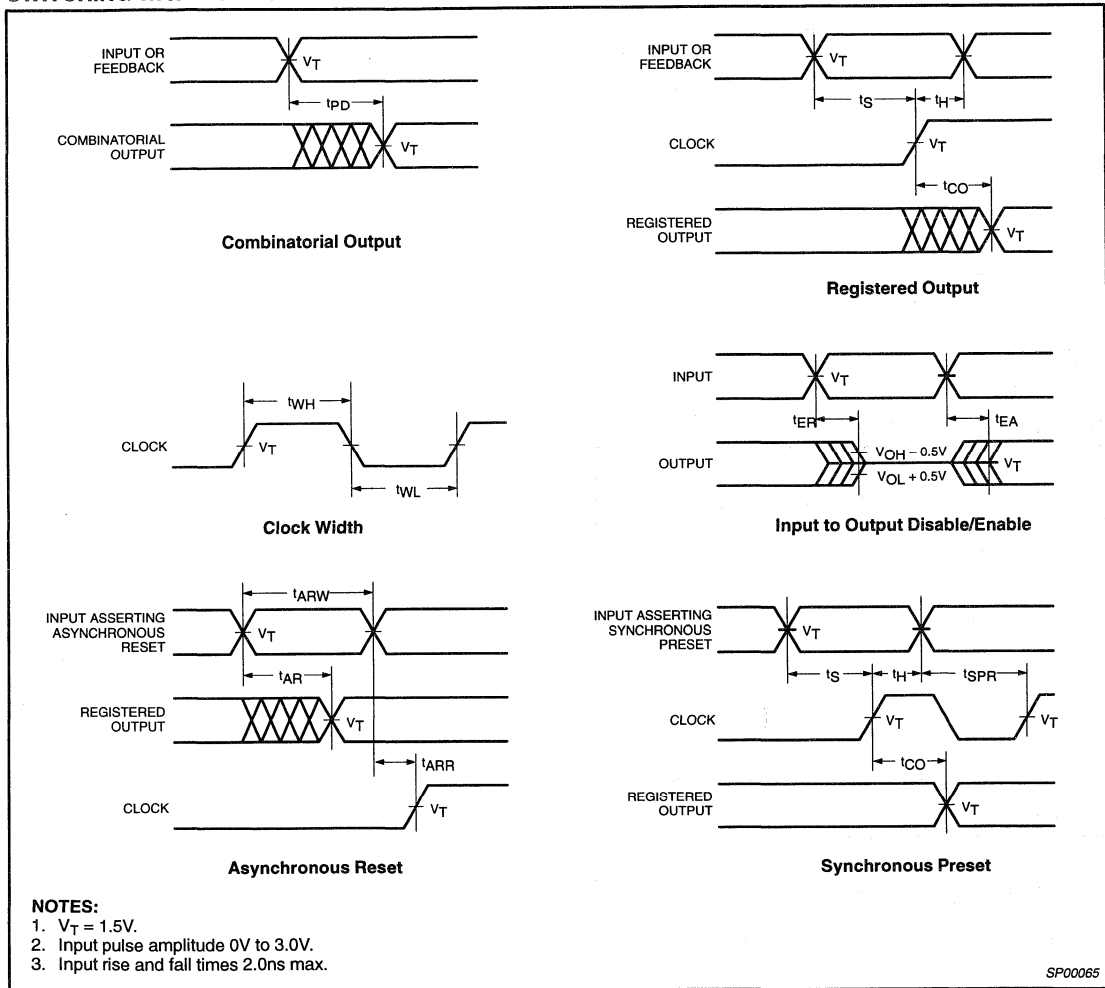 INPUT OR
FEEDBACK
VT
tPD
COMBINATORIAL
OUTPUT
VT
Combinatorial Output
INPUT OR
FEEDBACK
VT
tS
tH
CLOCK
VT
tCO
REGISTERED
OUTPUT
VT
Registered Output
tWH
CLOCK
VT
tWL
Clock Width
INPUT
VT
tER
tEA
OUTPUT
VOH – 0.5V
VOL + 0.5V
VT
Input to Output Disable/Enable
tARW
INPUT ASSERTING
ASYNCHRONOUS
RESET
VT
tAR
REGISTERED
OUTPUT
VT
tARR
CLOCK
VT
Asynchronous Reset
INPUT ASSERTING
SYNCHRONOUS
PRESET
VT
tS
tH
tSPR
CLOCK
VT
VT
tCO
REGISTERED
OUTPUT
VT
Synchronous Preset
NOTES:
1. VT = 1.5V.
2. Input pulse amplitude 0V to 3.0V.
3. Input rise and fall times 2.0ns max.
SP00065